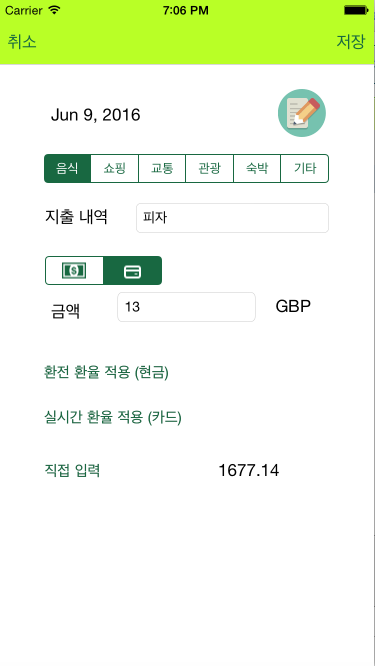 Carrier 7:06 PM
취소 저장
Jun 9, 2016
음식 쇼핑 교통 관광 숙박 기타
지출 내역 피자
금액 13 GBP
환전 환율 적용 (현금)
실시간 환율 적용 (카드)
직접 입력 1677.14